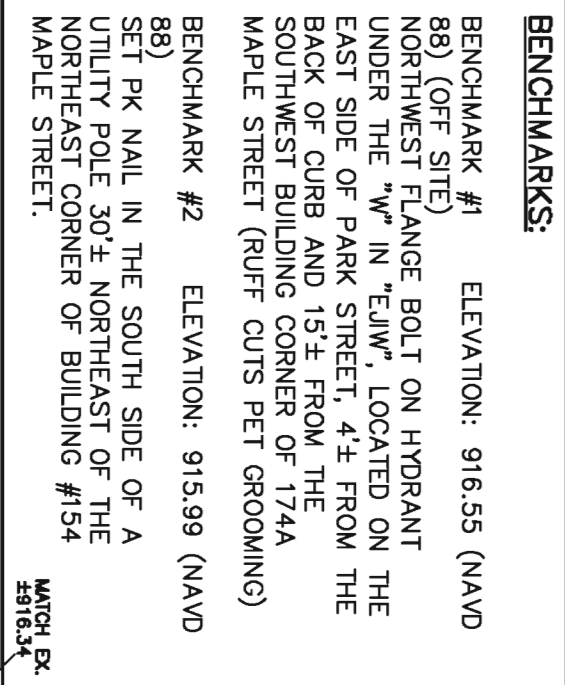 BENCHMARKS:
BENCHMARK #1 ELEVATION: 916.55 (NAVD
88) (OFF SITE)
NORTHWEST FLANGE BOLT ON HYDRANT
UNDER THE "W" IN "EJIW", LOCATED ON THE
EAST SIDE OF PARK STREET, 4'± FROM THE
BACK OF CURB AND 15'± FROM THE
SOUTHWEST BUILDING CORNER OF 174A
MAPLE STREET (RUFF CUTS PET GROOMING)
BENCHMARK #2 ELEVATION: 915.99 (NAVD
88)
SET PK NAIL IN THE SOUTH SIDE OF A
UTILITY POLE 30'± NORTHEAST OF THE
NORTHEAST CORNER OF BUILDING #154
MAPLE STREET.
MATCH EX.
±916.34